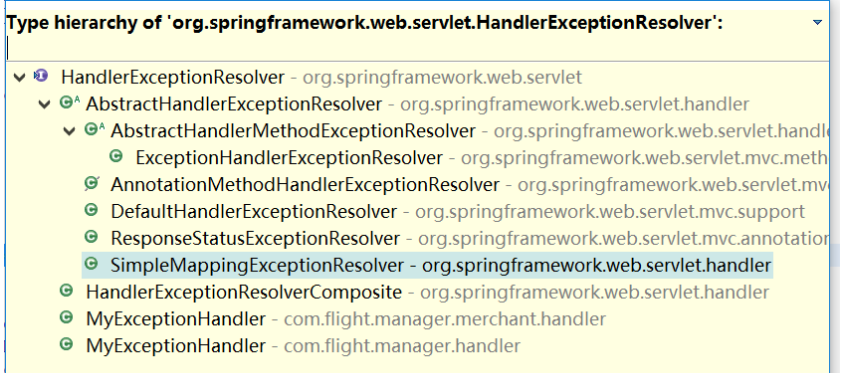 Type hierarchy of 'org.springframework.web.servlet.HandlerExceptionResolver':
HandlerExceptionResolver - org.springframework.web.servlet
AbstractHandlerExceptionResolver - org.springframework.web.servlet.handler
AbstractHandlerMethodExceptionResolver - org.springframework.web.servlet.handl
ExceptionHandlerExceptionResolver - org.springframework.web.servlet.mvc.meth
AnnotationMethodHandlerExceptionResolver - org.springframework.web.servlet.mv
DefaultHandlerExceptionResolver - org.springframework.web.servlet.mvc.support
ResponseStatusExceptionResolver - org.springframework.web.servlet.mvc.annotation
SimpleMappingExceptionResolver - org.springframework.web.servlet.handler
HandlerExceptionResolverComposite - org.springframework.web.servlet.handler
MyExceptionHandler - com.flight.manager.merchant.handler
MyExceptionHandler - com.flight.manager.handler